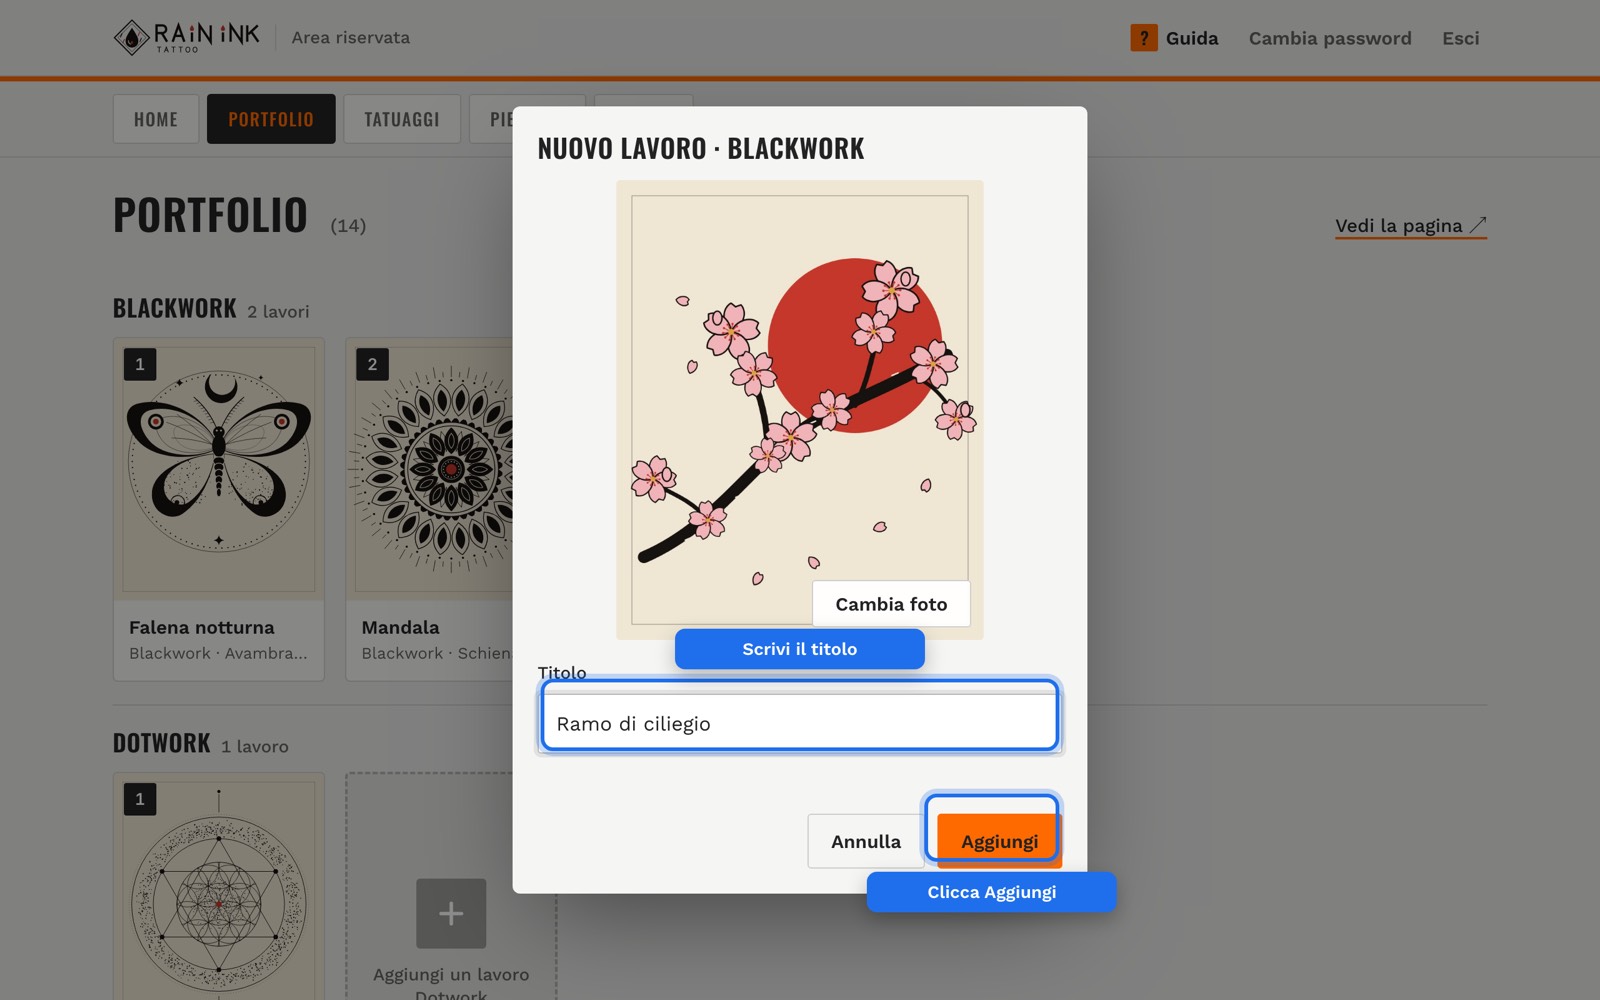 RAIN INK
TATTOO
Area riservata
? Guida
Cambia password
Esci
HOME
PORTFOLIO
TATUAGGI
PORTFOLIO (14)
Vedi la pagina
BLACKWORK 2 lavori
1
2
Falena notturna
Blackwork · Avambra...
Mandala
Blackwork ·
DOTWORK 1 lavoro
1
Aggiungi un lavoro
Dotwork
NUOVO LAVORO · BLACKWORK
Cambia foto
Scrivi il titolo
Titolo
Ramo di ciliegio
Annulla
Aggiungi
Clicca Aggiungi